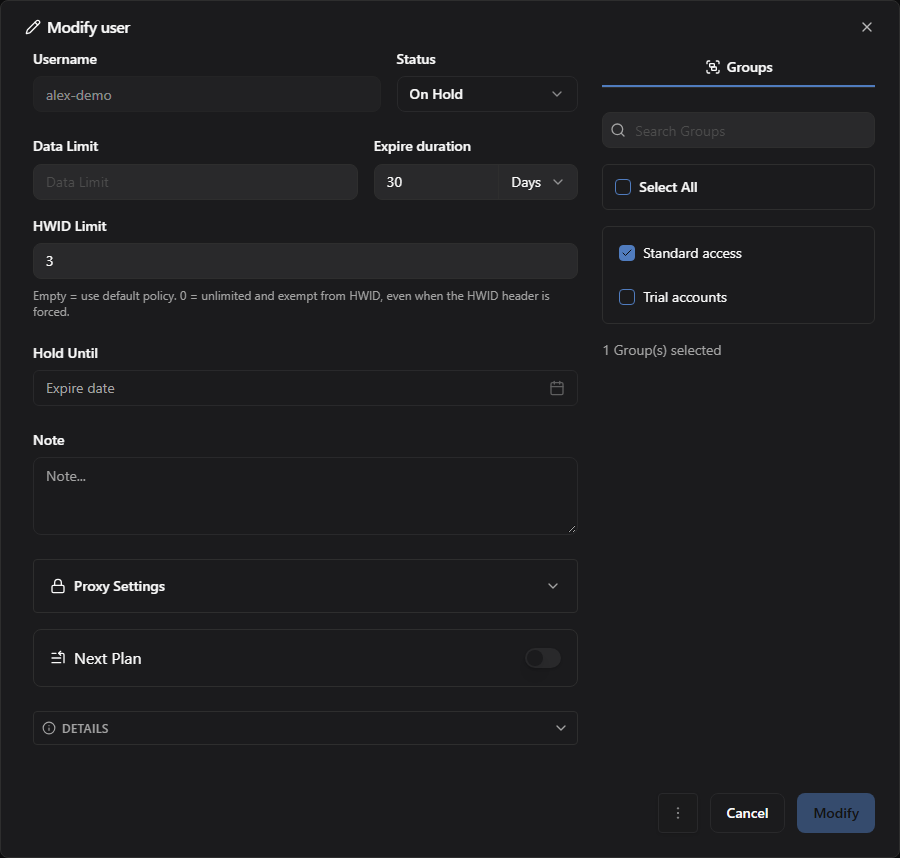 Modify user
Username
alex-demo
Status
On Hold
Data Limit
Data Limit
Expire duration
30
Days
HWID Limit
3
Empty = use default policy. 0 = unlimited and exempt from HWID, even when the HWID header is
forced.
Hold Until
Expire date
Note
Note...
Proxy Settings
Next Plan
DETAILS
Groups
Search Groups
Select All
Standard access
Trial accounts
1 Group(s) selected
Cancel
Modify